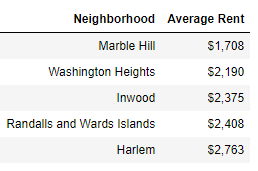 Neighborhood Average Rent
Marble Hill $1,708
Washington Heights $2,190
Inwood $2,375
Randalls and Wards Islands $2,408
Harlem $2,763